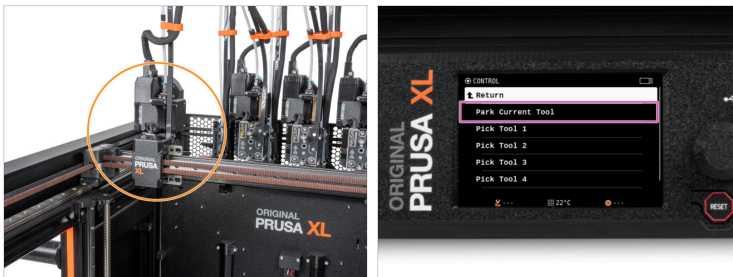 ORIGINAL
PRUSA
XL
ORIGINAL
PRUSA XL
ORIGINAL
PRUSA XL
CONTROL
Return
Park Current Tool
Pick Tool 1
Pick Tool 2
Pick Tool 3
Pick Tool 4
---
22°C
---
RESET